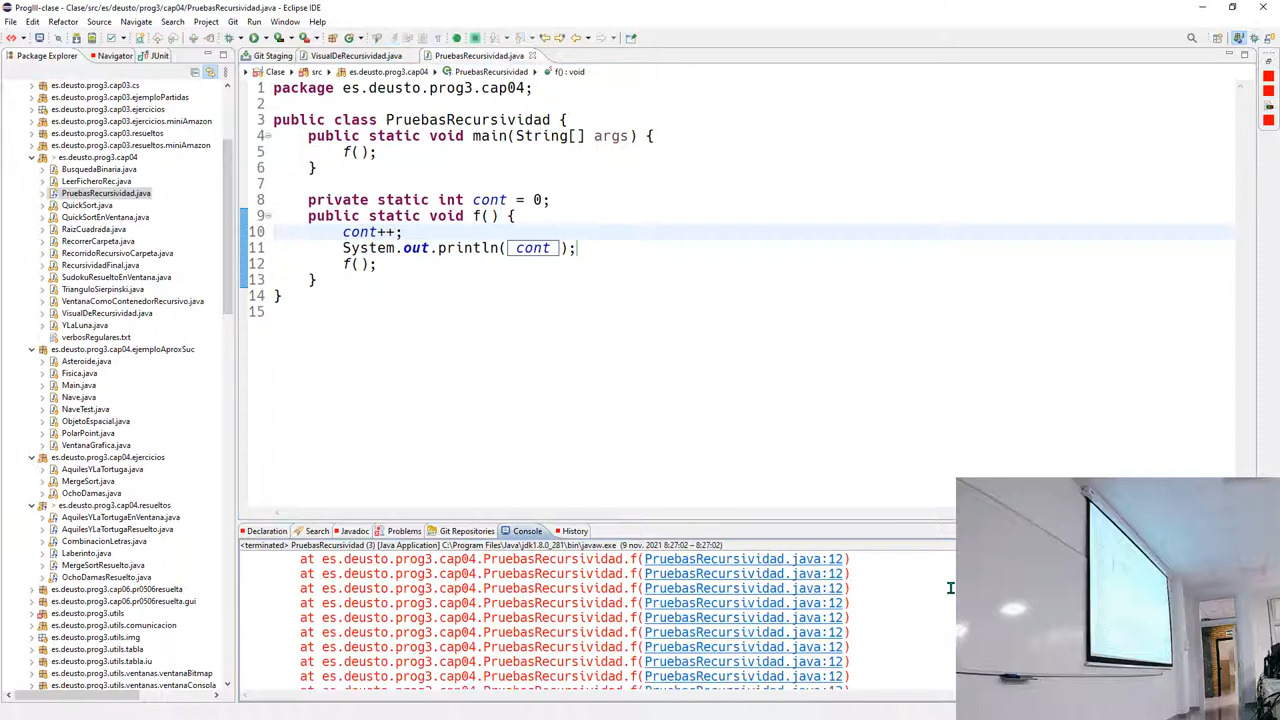 ProgIII-clase - Clase/src/es/deusto/prog3/cap04/PruebasRecursividad.java - Eclipse IDE
File Edit Refactor Source Navigate Search Project Git Run Window Help
Package Explorer Navigator JUnit
Git Staging VisualDeRecursividad.java PruebasRecursividad.java
Clase src es.deusto.prog3.cap04 PruebasRecursividad f() : void
es.deusto.prog3.cap03.cs
es.deusto.prog3.cap03.ejemploPartidas
es.deusto.prog3.cap03.ejercicios
es.deusto.prog3.cap03.ejercicios.miniAmazon
es.deusto.prog3.cap03.resueltos
es.deusto.prog3.cap03.resueltos.miniAmazon
> es.deusto.prog3.cap04
BusquedaBinaria.java
LeerFicheroRec.java
PruebasRecursividad.java
QuickSort.java
QuickSortEnVentana.java
RaizCuadrada.java
RecorrerCarpeta.java
RecorridoRecursivoCarpeta.java
RecursividadFinal.java
SudokuResueltoEnVentana.java
TrianguloSierpinski.java
VentanaComoContenedorRecursivo.java
VisualDeRecursividad.java
YLaLuna.java
verbosRegulares.txt
es.deusto.prog3.cap04.ejemploAproxSuc
Asteroide.java
Fisica.java
Main.java
Nave.java
NaveTest.java
ObjetoEspacial.java
PolarPoint.java
VentanaGrafica.java
es.deusto.prog3.cap04.ejercicios
AquilesYLaTortuga.java
MergeSort.java
OchoDamas.java
> es.deusto.prog3.cap04.resueltos
AquilesYLaTortugaEnVentana.java
AquilesYLaTortugaResuelto.java
CombinacionLetras.java
Laberinto.java
MergeSortResuelto.java
OchoDamasResuelto.java
es.deusto.prog3.cap06.pr0506resuelta
es.deusto.prog3.cap06.pr0506resuelta.gui
es.deusto.prog3.utils
es.deusto.prog3.utils.comunicacion
es.deusto.prog3.utils.img
es.deusto.prog3.utils.tabla
es.deusto.prog3.utils.tabla.iu
es.deusto.prog3.utils.ventanas.ventanaBitmap
es.deusto.prog3.utils.ventanas.ventanaConsola
1 package es.deusto.prog3.cap04;
2
3 public class PruebasRecursividad {
4 public static void main(String[] args) {
5 f();
6 }
7
8 private static int cont = 0;
9 public static void f() {
10 cont++;
11 System.out.println( cont );
12 f();
13 }
14 }
15
Declaration Search Javadoc Problems Git Repositories Console History
<terminated> PruebasRecursividad (3) [Java Application] C:\Program Files\Java\jdk1.8.0_281\bin\javaw.exe (9 nov. 2021 8:27:02 – 8:27:02)
at es.deusto.prog3.cap04.PruebasRecursividad.f(PruebasRecursividad.java:12)
at es.deusto.prog3.cap04.PruebasRecursividad.f(PruebasRecursividad.java:12)
at es.deusto.prog3.cap04.PruebasRecursividad.f(PruebasRecursividad.java:12)
at es.deusto.prog3.cap04.PruebasRecursividad.f(PruebasRecursividad.java:12)
at es.deusto.prog3.cap04.PruebasRecursividad.f(PruebasRecursividad.java:12)
at es.deusto.prog3.cap04.PruebasRecursividad.f(PruebasRecursividad.java:12)
at es.deusto.prog3.cap04.PruebasRecursividad.f(PruebasRecursividad.java:12)
at es.deusto.prog3.cap04.PruebasRecursividad.f(PruebasRecursividad.java:12)
at es.deusto.prog3.cap04.PruebasRecursividad.f(PruebasRecursividad.java:12)
at es.deusto.prog3.cap04.PruebasRecursividad.f(PruebasRecursividad.java:12)